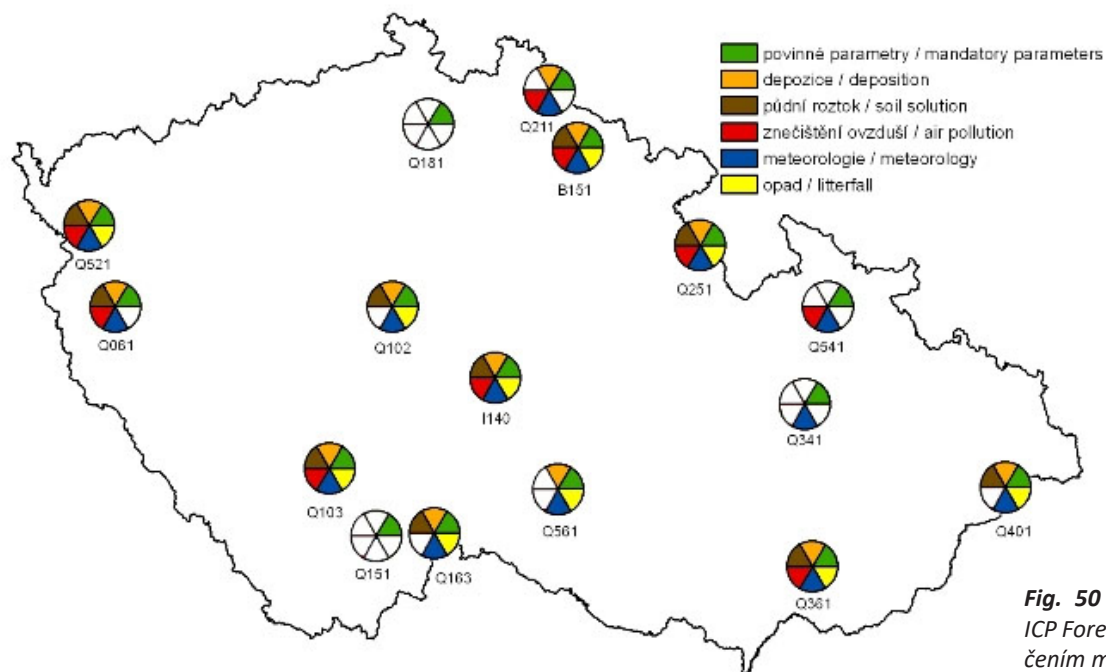 povinné parametry / mandatory parameters
depozice / deposition
půdní roztok / soil solution
znečištění ovzduší / air pollution
meteorologie / meteorology
opad / litterfall
Q211
Q181
B151
Q521
Q251
Q061
Q102
Q541
I140
Q341
Q103
Q561
Q401
Q151
Q163
Q361
Fig. 50
ICP Fore
čením m